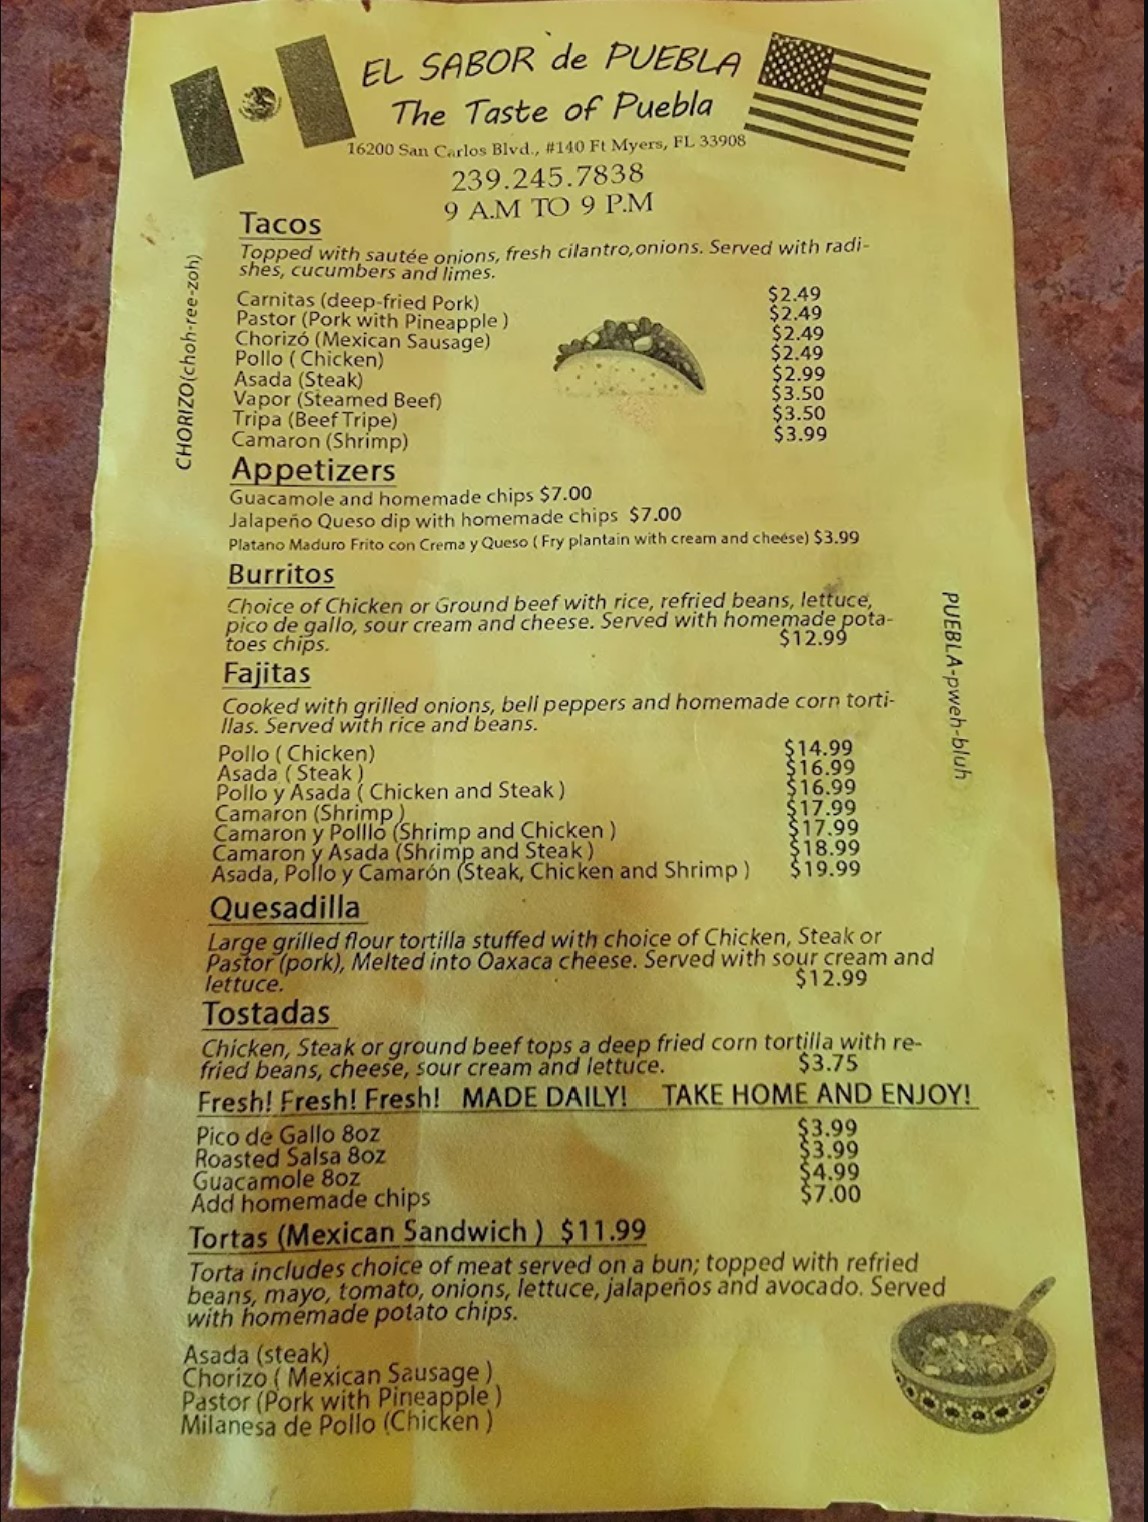 EL SABOR de PUEBLA
The Taste of Puebla
16200 San Carlos Blvd., #140 Ft Myers, FL 33908
239.245.7838
9 A.M TO 9 P.M
CHORIZO(choh-ree-zoh)
Tacos
Topped with sautée onions, fresh cilantro,onions. Served with radi-
shes, cucumbers and limes.
Carnitas (deep-fried Pork) $2.49
Pastor (Pork with Pineapple ) $2.49
Chorizó (Mexican Sausage) $2.49
Pollo ( Chicken) $2.49
Asada (Steak) $2.99
Vapor (Steamed Beef) $3.50
Tripa (Beef Tripe) $3.50
Camaron (Shrimp) $3.99
Appetizers
Guacamole and homemade chips $7.00
Jalapeño Queso dip with homemade chips $7.00
Platano Maduro Frito con Crema y Queso ( Fry plantain with cream and cheése) $3.99
Burritos
Choice of Chicken or Ground beef with rice, refried beans, lettuce,
pico de gallo, sour cream and cheese. Served with homemade pota-
toes chips. $12.99
PUEBLA-pweh-bluh
Fajitas
Cooked with grilled onions, bell peppers and homemade corn torti-
llas. Served with rice and beans.
Pollo ( Chicken) $14.99
Asada ( Steak ) $16.99
Pollo y Asada ( Chicken and Steak ) $16.99
Camaron (Shrimp ) $17.99
Camaron y Polllo (Shrimp and Chicken ) $17.99
Camaron y Asada (Shrimp and Steak ) $18.99
Asada, Pollo y Camarón (Steak, Chicken and Shrimp ) $19.99
Quesadilla
Large grilled flour tortilla stuffed with choice of Chicken, Steak or
Pastor (pork), Melted into Oaxaca cheese. Served with sour cream and
lettuce. $12.99
Tostadas
Chicken, Steak or ground beef tops a deep fried corn tortilla with re-
fried beans, cheese, sour cream and lettuce. $3.75
Fresh! Fresh! Fresh! MADE DAILY! TAKE HOME AND ENJOY!
Pico de Gallo 8oz $3.99
Roasted Salsa 8oz $3.99
Guacamole 8oz $4.99
Add homemade chips $7.00
Tortas (Mexican Sandwich ) $11.99
Torta includes choice of meat served on a bun; topped with refried
beans, mayo, tomato, onions, lettuce, jalapeños and avocado. Served
with homemade potato chips.
Asada (steak)
Chorizo ( Mexican Sausage )
Pastor (Pork with Pineapple )
Milanesa de Pollo (Chicken )